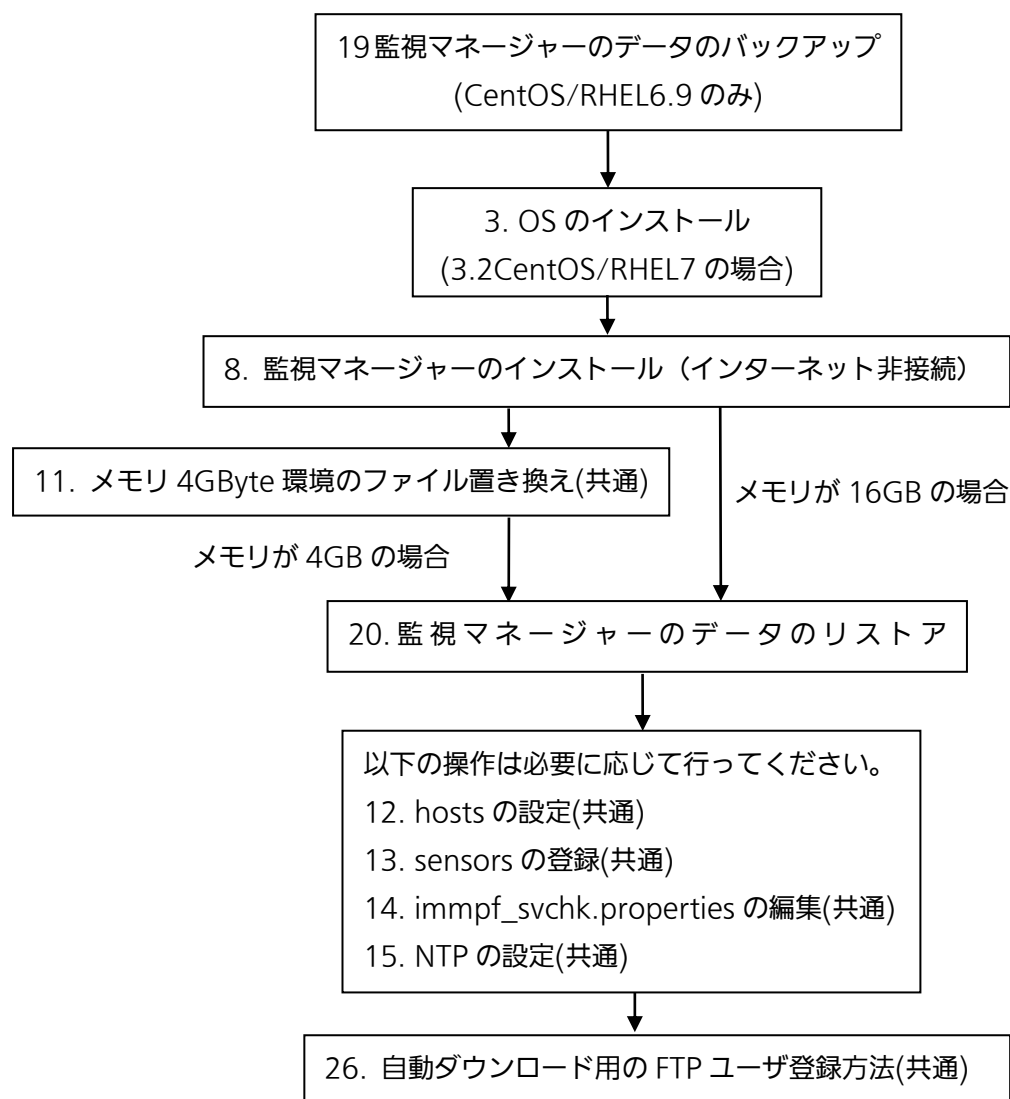 19監視マネージャーのデータのバックアップ
(CentOS/RHEL6.9 のみ)
3. OS のインストール
(3.2CentOS/RHEL7 の場合)
8. 監視マネージャーのインストール（インターネット非接続）
11. メモリ 4GByte 環境のファイル置き換え(共通)
メモリが 16GB の場合
メモリが 4GB の場合
20.監視マネージャーのデータのリストア
以下の操作は必要に応じて行ってください。
12. hosts の設定(共通)
13. sensors の登録(共通)
14. immpf_svchk.properties の編集(共通)
15. NTP の設定(共通)
26. 自動ダウンロード用の FTP ユーザ登録方法(共通)